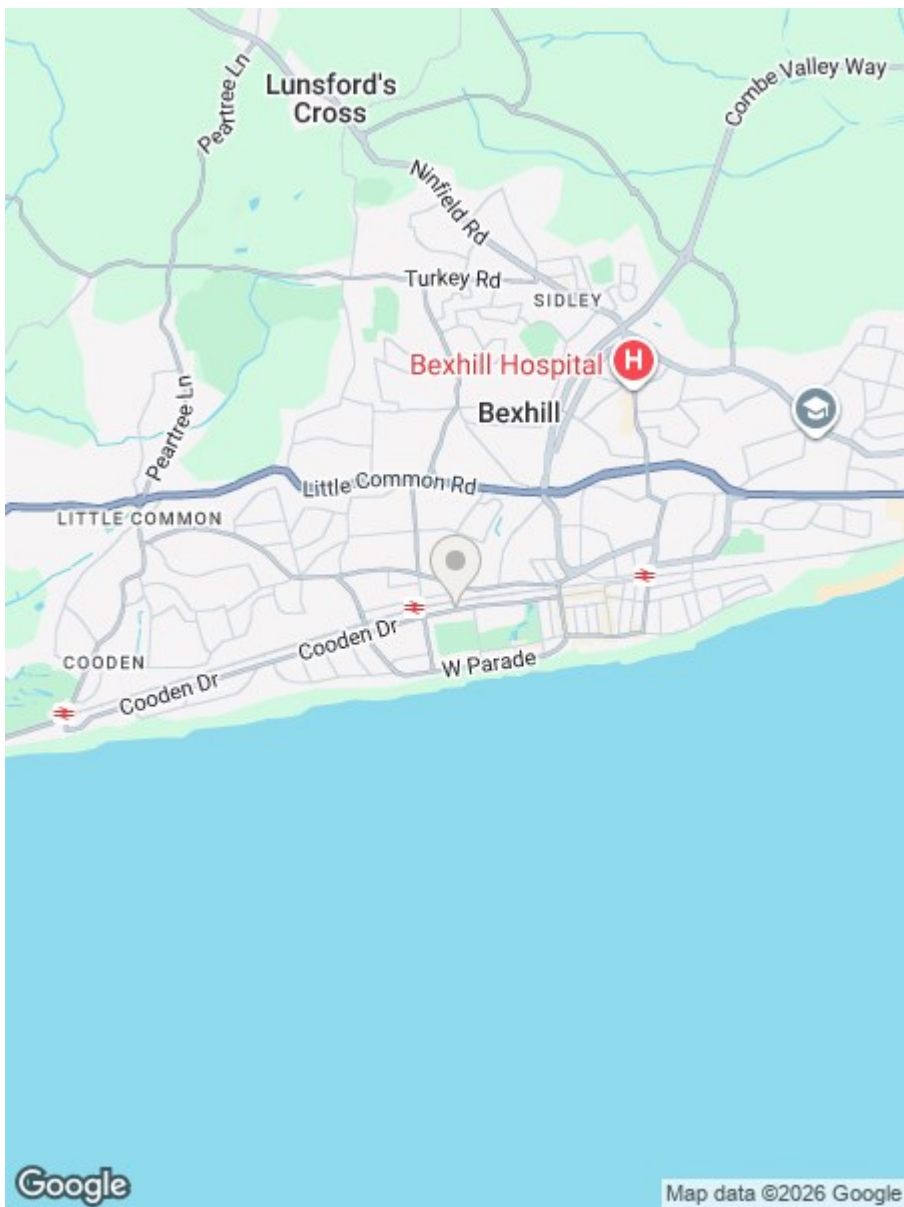 Lunsford's
Cross
Peartree Ln
Combe Valley Way
Ninfield Rd
Turkey Rd
SIDLEY
Bexhill Hospital
H
Bexhill
Peartree Ln
Little Common Rd
LITTLE COMMON
Cooden Dr
COODEN
W Parade
Cooden Dr
Google
Map data ©2026 Google